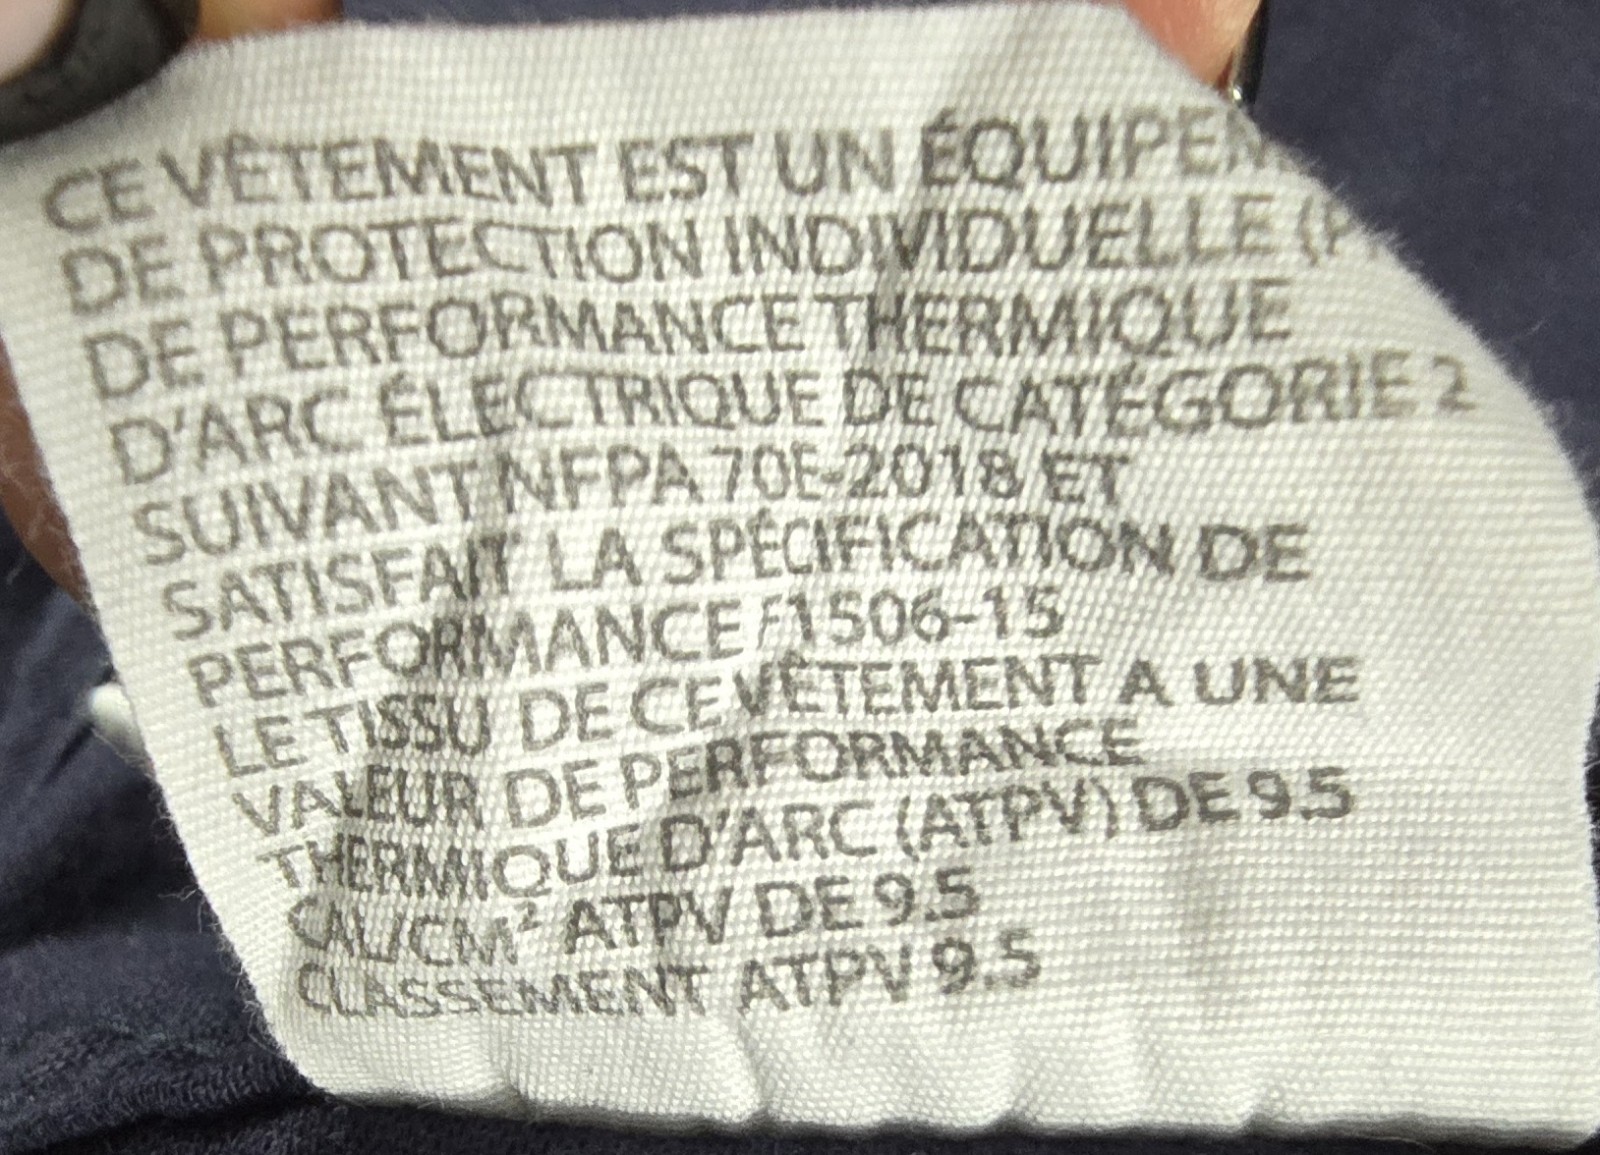 CE VÊTEMENT EST UN ÉQUIPEM
DE PROTECTION INDIVIDUELLE (P
DE PERFORMANCE THERMIQUE
D'ARC ÉLECTRIQUE DE CATÉGORIE 2
SUIVANT NFPA 70E-2018 ET
SATISFAIT LA SPÉCIFICATION DE
PERFORMANCE F1506-15
LE TISSU DE CE VÊTEMENT A UNE
VALEUR DE PERFORMANCE
THERMIQUE D'ARC (ATPV) DE 9.5
CAL/CM² ATPV DE 9.5
CLASSEMENT ATPV 9.5